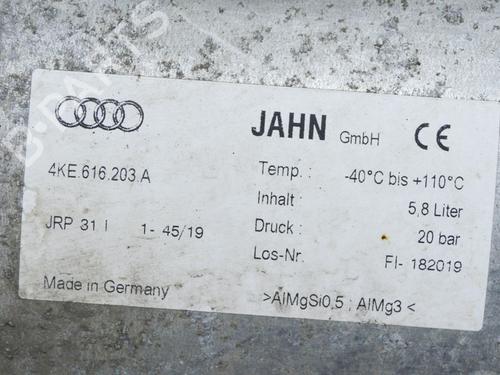 B-PARTS
JAHN GmbH CE
4KE.616.203.A
Temp.: -40°C bis +110°C
Inhalt: 5,8 Liter
JRP 31 I 1- 45/19
Druck: 20 bar
Los-Nr. FI- 182019
Made in Germany
>AlMgSi0,5 ; AlMg3 <